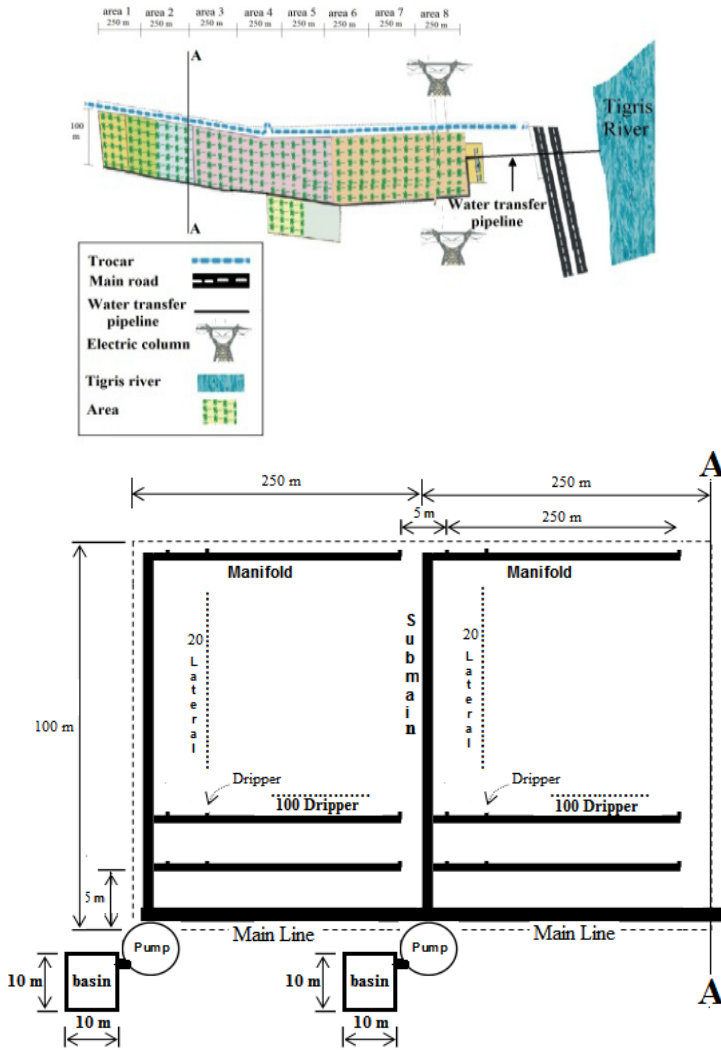 area 1 area 2 area 3 area 4 area 5 area 6 area 7 area 8
250 m 250 m 250 m 250 m 250 m 250 m 250 m 250 m
A
100
m
A
Tigris
River
Water transfer
pipeline
Trocar
Main road
Water transfer
pipeline
Electric column
Tigris river
Area
A
250 m 250 m
5 m 250 m
Manifold Manifold
100 m
20 Lateral
Submain
20 Lateral
Dripper Dripper
100 Dripper 100 Dripper
5 m
Main Line Main Line
Pump Pump
10 m basin 10 m basin
10 m 10 m
A